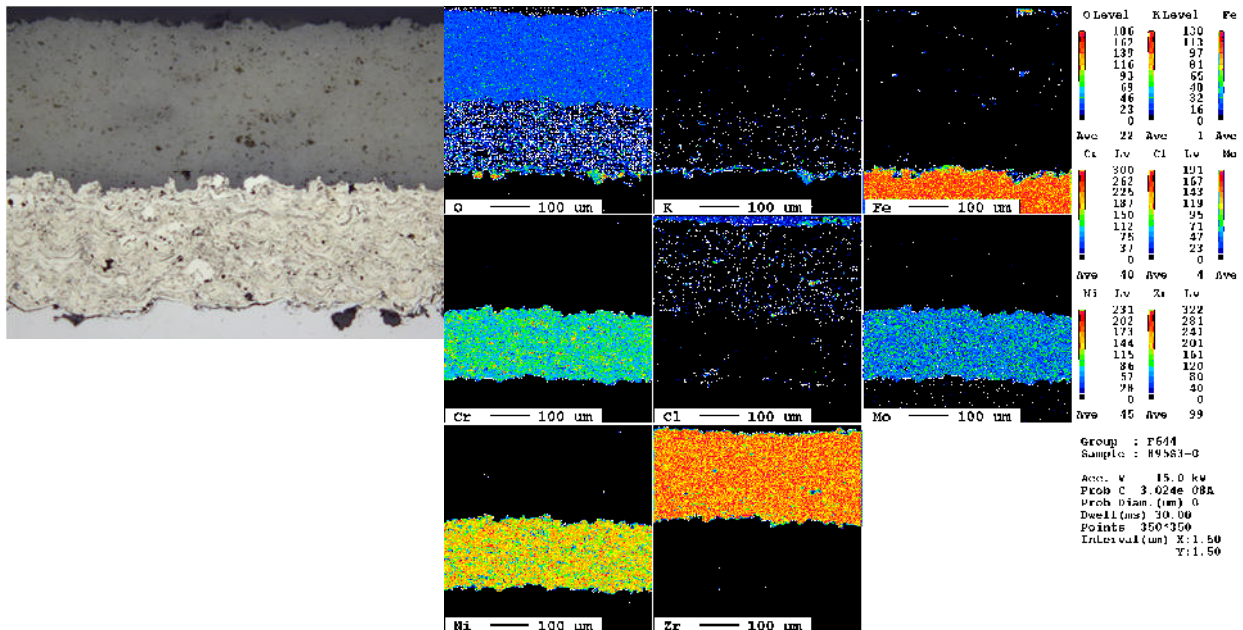 O — 100 um
K — 100 um
Fe — 100 um
Cr — 100 um
Cl — 100 um
Mo — 100 um
Ni — 100 um
Zr — 100 um
O Level K Level Fe
186 130
162 113
139 97
116 81
93 65
69 48
46 32
23 16
0 0
Ave 22 Ave 1 Ave
Cr Lv Cl Lv Mo
300 191
262 167
225 143
187 119
150 95
112 71
75 47
37 23
0 0
Ave 40 Ave 4 Ave
Ni Lv Zr Lv
231 322
202 281
173 241
144 201
115 161
86 120
57 80
28 40
0 0
Ave 45 Ave 99
Group : F644
Sample :
Acc. V 15.0 kV
Prob C 3.024e-08A
Prob Diam.(um) 0
Dwell(ms) 30.00
Points 350*350
Interval(um) X:1.50
Y:1.50